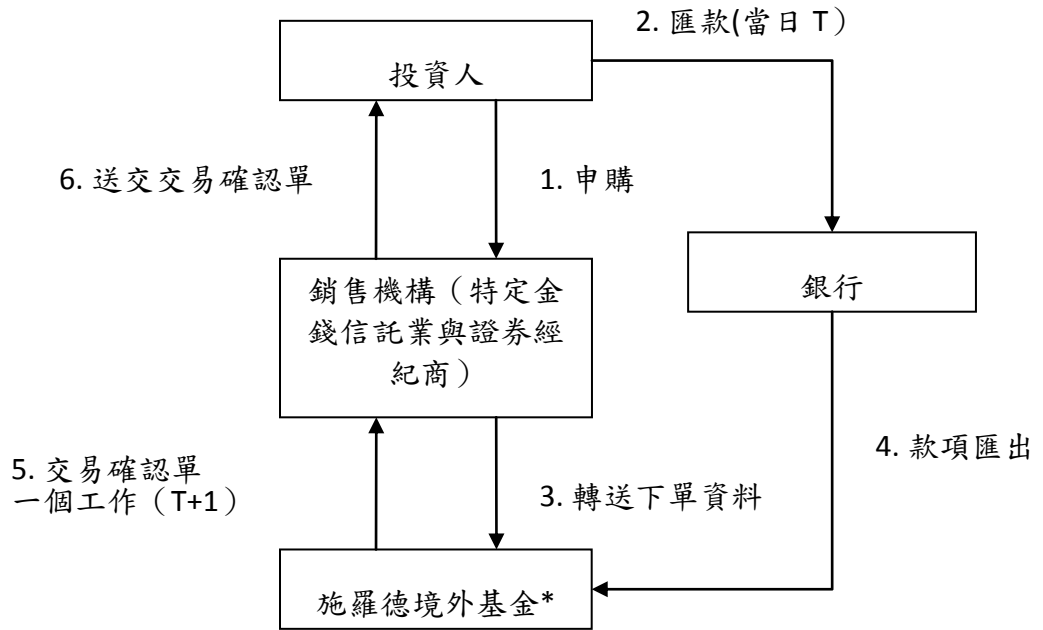 2. 匯款(當日 T）
投資人
6. 送交交易確認單
1. 申購
銷售機構（特定金
錢信託業與證券經
紀商）
銀行
5. 交易確認單
一個工作（T+1）
3. 轉送下單資料
4. 款項匯出
施羅德境外基金*